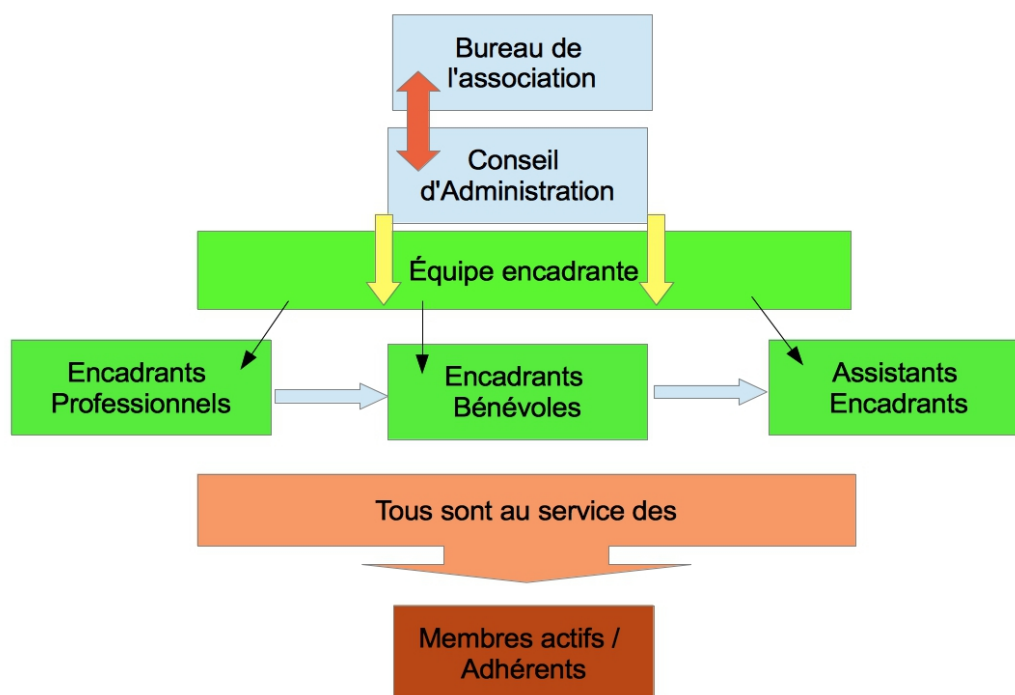 Bureau de
l'association
Conseil
d'Administration
Équipe encadrante
Encadrants
Professionnels
Encadrants
Bénévoles
Assistants
Encadrants
Tous sont au service des
Membres actifs /
Adhérents